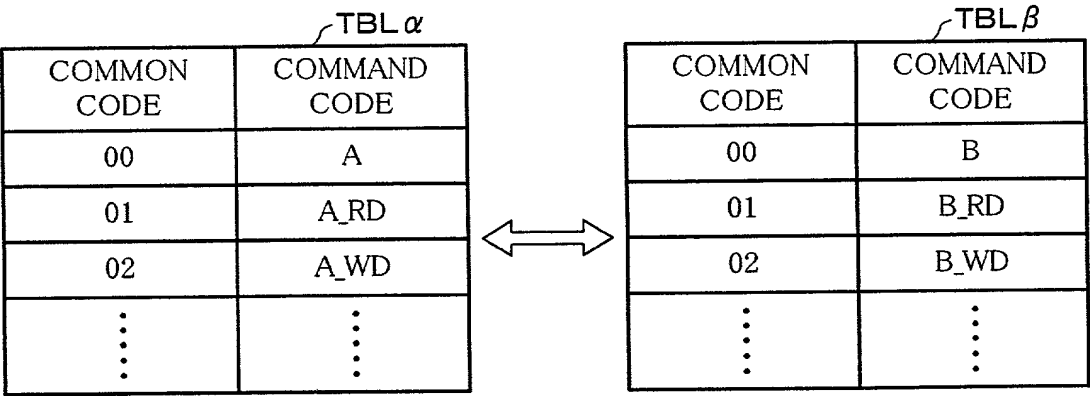 TBLα
COMMON CODE COMMAND CODE
00 A
01 A_RD
02 A_WD
TBLβ
COMMON CODE COMMAND CODE
00 B
01 B_RD
02 B_WD